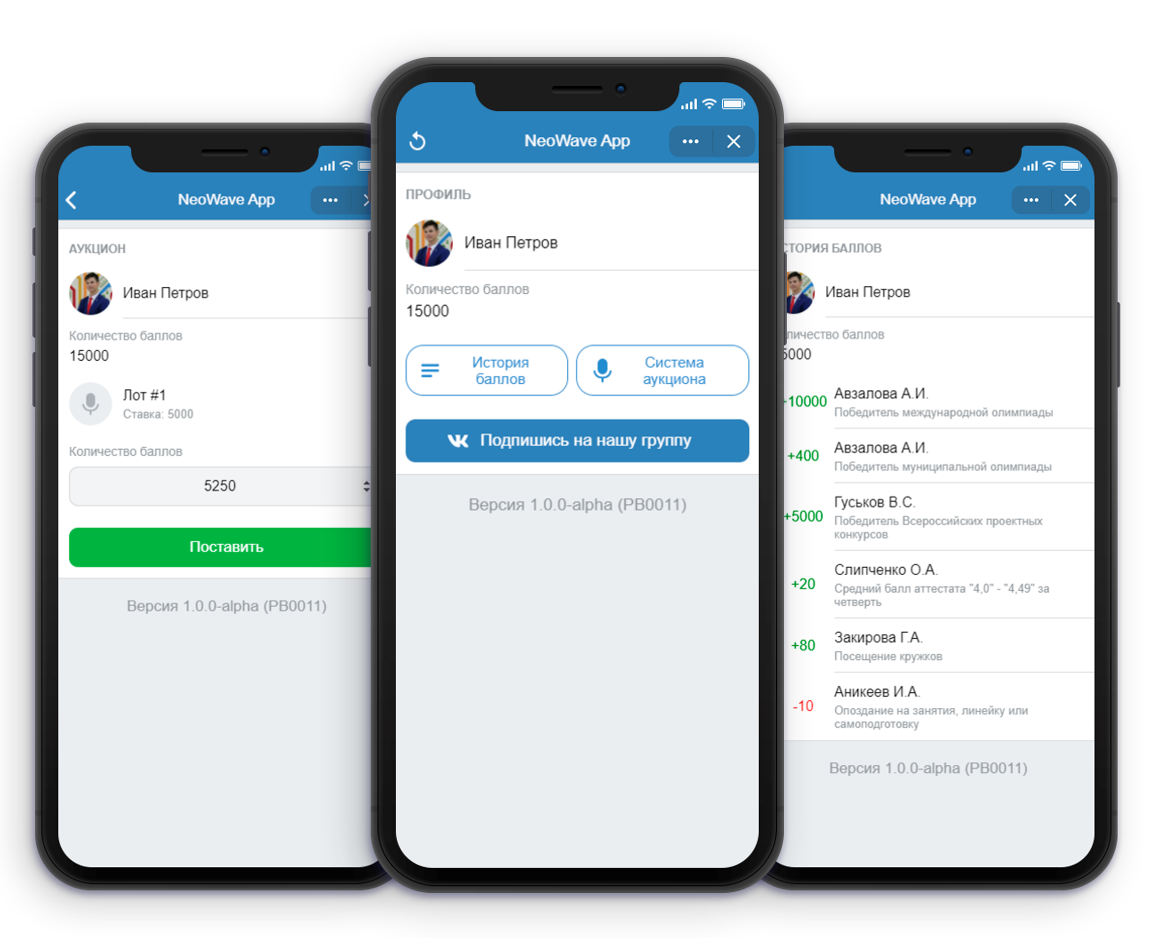 NeoWave App
АУКЦИОН
Иван Петров
Количество баллов
15000
Лот #1
Ставка: 5000
Количество баллов
5250
Поставить
Версия 1.0.0-alpha (PB0011)
NeoWave App
ПРОФИЛЬ
Иван Петров
Количество баллов
15000
История
баллов
Система
аукциона
Подпишись на нашу группу
Версия 1.0.0-alpha (PB0011)
NeoWave App
СТОРИЯ БАЛЛОВ
Иван Петров
личество баллов
5000
+10000
Авзалова А.И.
Победитель международной олимпиады
+400
Авзалова А.И.
Победитель муниципальной олимпиады
+5000
Гуськов В.С.
Победитель Всероссийских проектных
конкурсов
+20
Слипченко О.А.
Средний балл аттестата "4,0" - "4,49" за
четверть
+80
Закирова Г.А.
Посещение кружков
-10
Аникеев И.А.
Опоздание на занятия, линейку или
самоподготовку
Версия 1.0.0-alpha (PB0011)